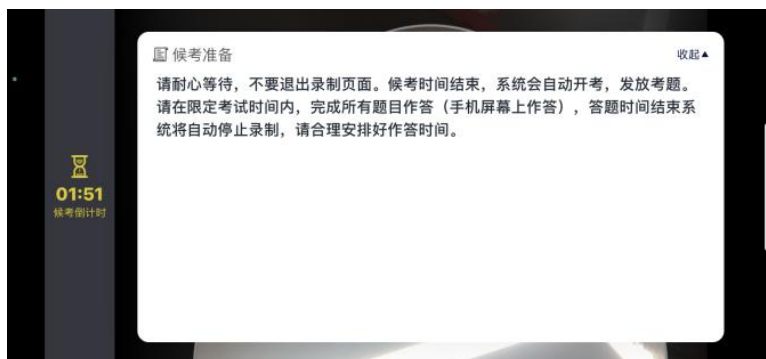 候考准备
收起▲
请耐心等待，不要退出录制页面。候考时间结束，系统会自动开考，发放考题。
请在限定考试时间内，完成所有题目作答（手机屏幕上作答），答题时间结束系
统将自动停止录制，请合理安排好作答时间。
01:51
候考倒计时